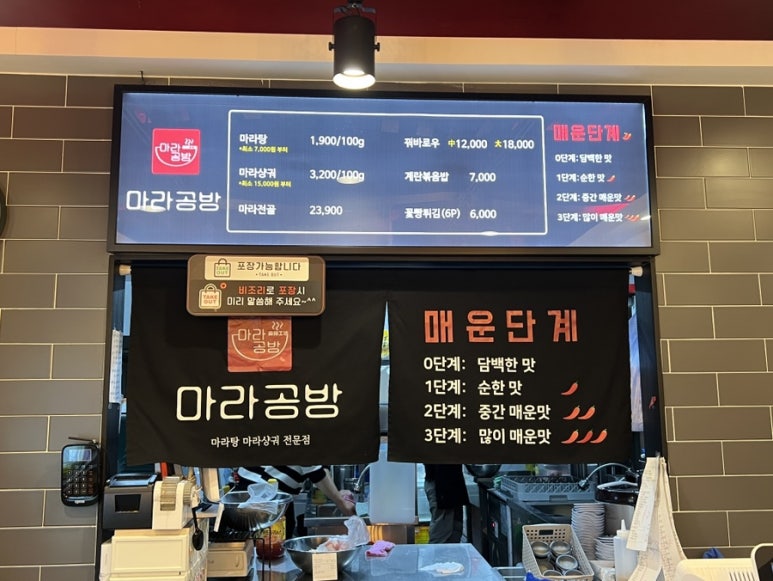 마라
공방
마라공방
마라탕 1,900/100g
*최소 7,000원 부터
마라샹궈 3,200/100g
*최소 15,000원 부터
마라전골 23,900
꿔바로우 中12,000 大18,000
계란볶음밥 7,000
꽃빵튀김(6P) 6,000
매운단계
0단계: 담백한 맛
1단계: 순한 맛
2단계: 중간 매운맛
3단계: 많이 매운맛
포장가능합니다
• TAKE OUT •
TAKE OUT
비조리로 포장시
미리 말씀해 주세요~^^
마라
공방
마라공방
마라탕 마라샹궈 전문점
매운단계
0단계: 담백한 맛
1단계: 순한 맛
2단계: 중간 매운맛
3단계: 많이 매운맛